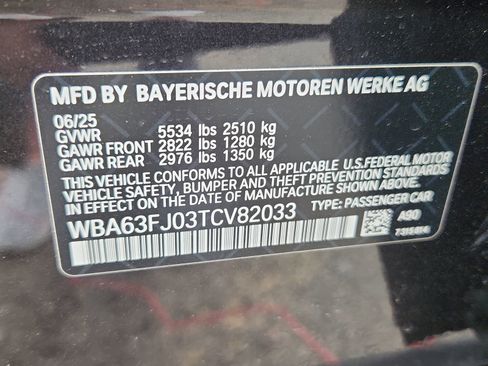 MFD BY BAYERISCHE MOTOREN WERKE AG
06/25
GVWR 5534 lbs 2510 kg
GAWR FRONT 2822 lbs 1280 kg
GAWR REAR 2976 lbs 1350 kg
THIS VEHICLE CONFORMS TO ALL APPLICABLE U.S.FEDERAL MOTOR
VEHICLE SAFETY, BUMPER AND THEFT PREVENTION STANDARDS
IN EFFECT ON THE DATE OF MANUFACTURE SHOWN ABOVE.
WBA63FJ03TCV82033 TYPE: PASSENGER CAR
A90